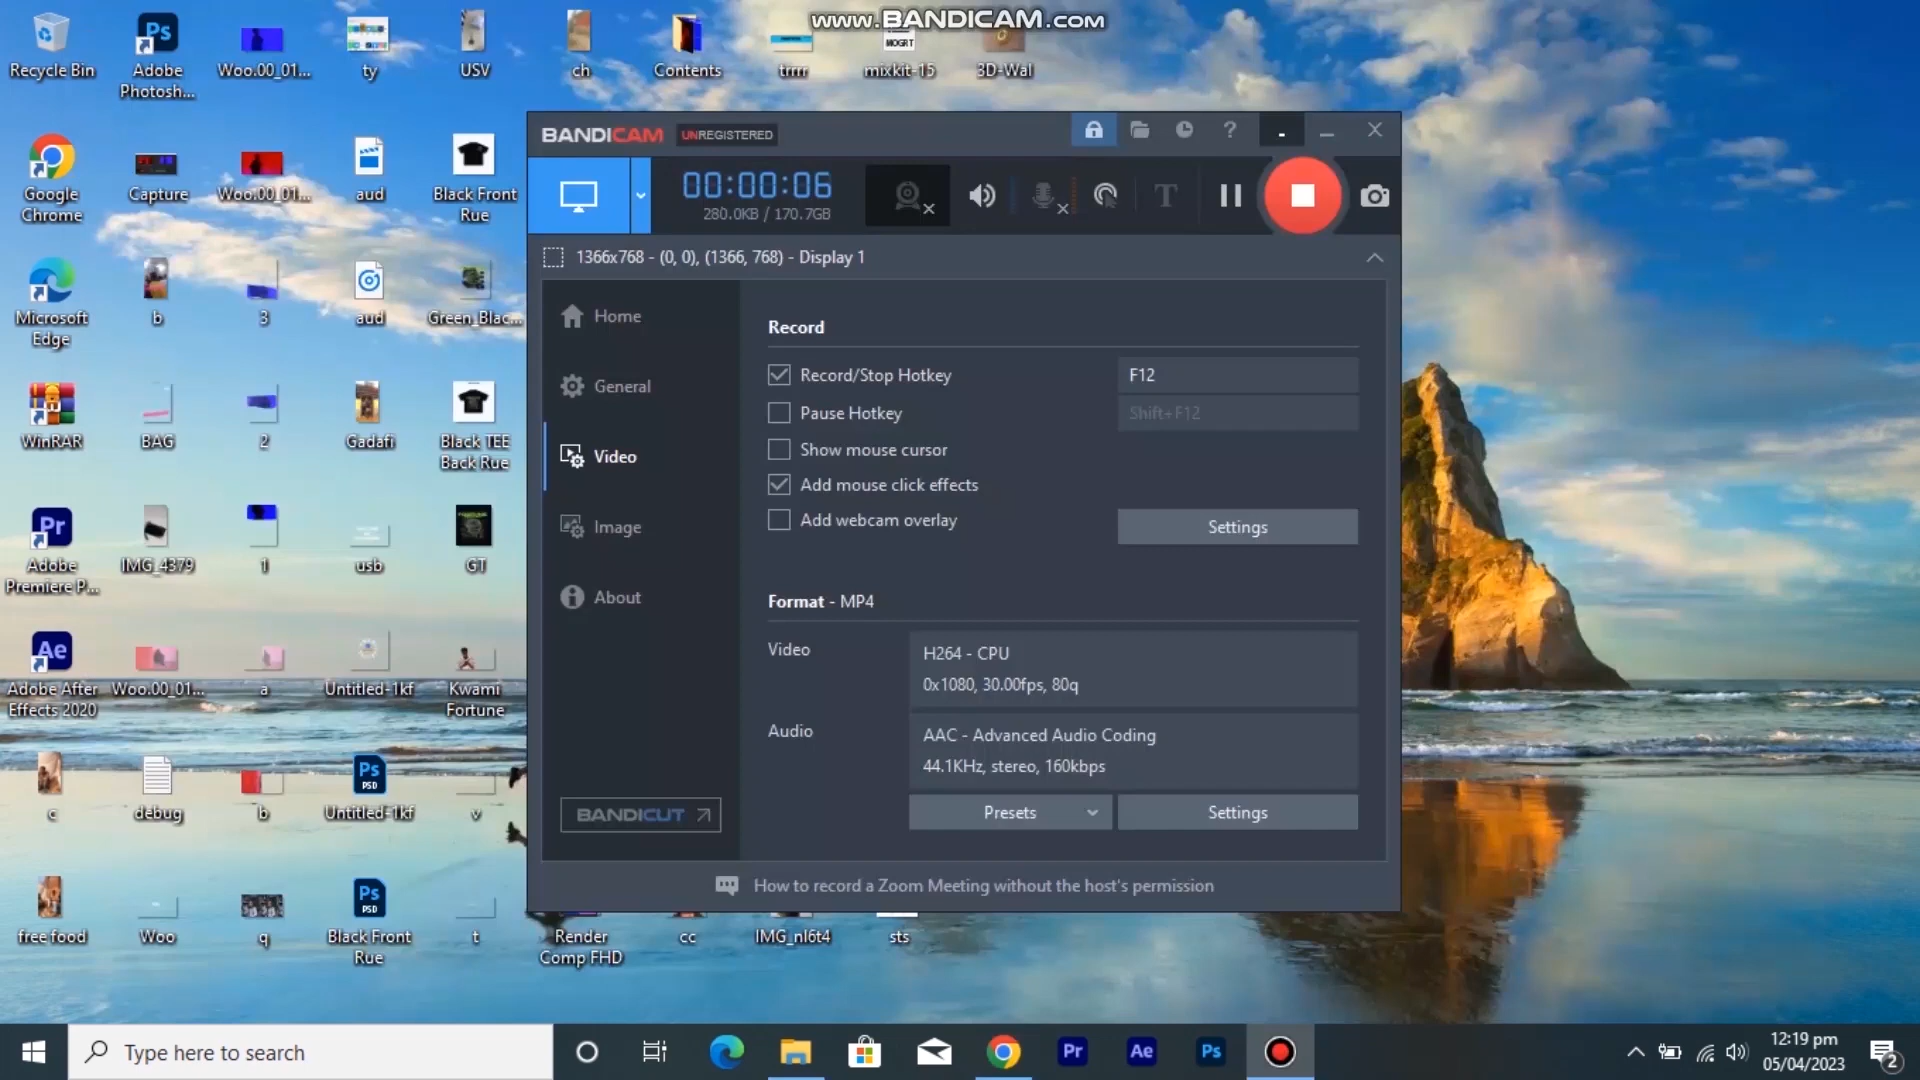 www.BANDICAM.com
Recycle Bin
Adobe
Photosh...
Woo.00_01...
ty
USV
ch
Contents
trrrr
MOGRT
mixkit-15
3D-Wal
Google
Chrome
Capture
Woo.00_01...
aud
Black Front
Rue
Microsoft
Edge
b
3
aud
Green_Blac...
WinRAR
BAG
2
Gadafi
Black TEE
Back Rue
Adobe
Premiere P...
IMG_4379
1
usb
GT
Adobe After
Effects 2020
Woo.00_01...
a
Untitled-1kf
Kwami
Fortune
c
debug
b
Untitled-1kf
v
free food
Woo
q
Black Front
Rue
t
Render
Comp FHD
cc
IMG_nl6t4
sts
BANDICAM UNREGISTERED
00:00:06
280.0KB / 170.7GB
1366x768 - (0, 0), (1366, 768) - Display 1
Home
General
Video
Image
About
BANDICUT
Record
Record/Stop Hotkey
F12
Pause Hotkey
Shift+F12
Show mouse cursor
Add mouse click effects
Add webcam overlay
Settings
Format - MP4
Video
H264 - CPU
0x1080, 30.00fps, 80q
Audio
AAC - Advanced Audio Coding
44.1KHz, stereo, 160kbps
Presets
Settings
How to record a Zoom Meeting without the host's permission
Type here to search
Pr
Ae
Ps
12:19 pm
05/04/2023
2